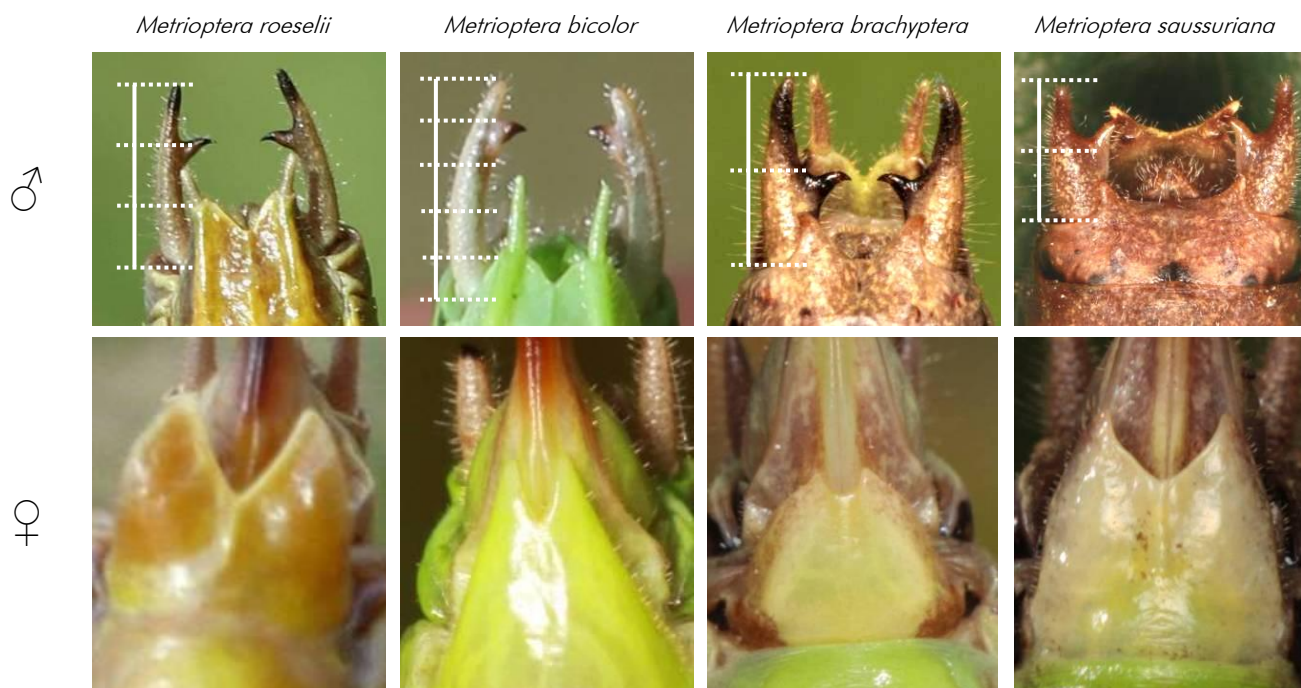 Metrioptera roeselii
Metrioptera bicolor
Metrioptera brachyptera
Metrioptera saussuriana
♂
♀